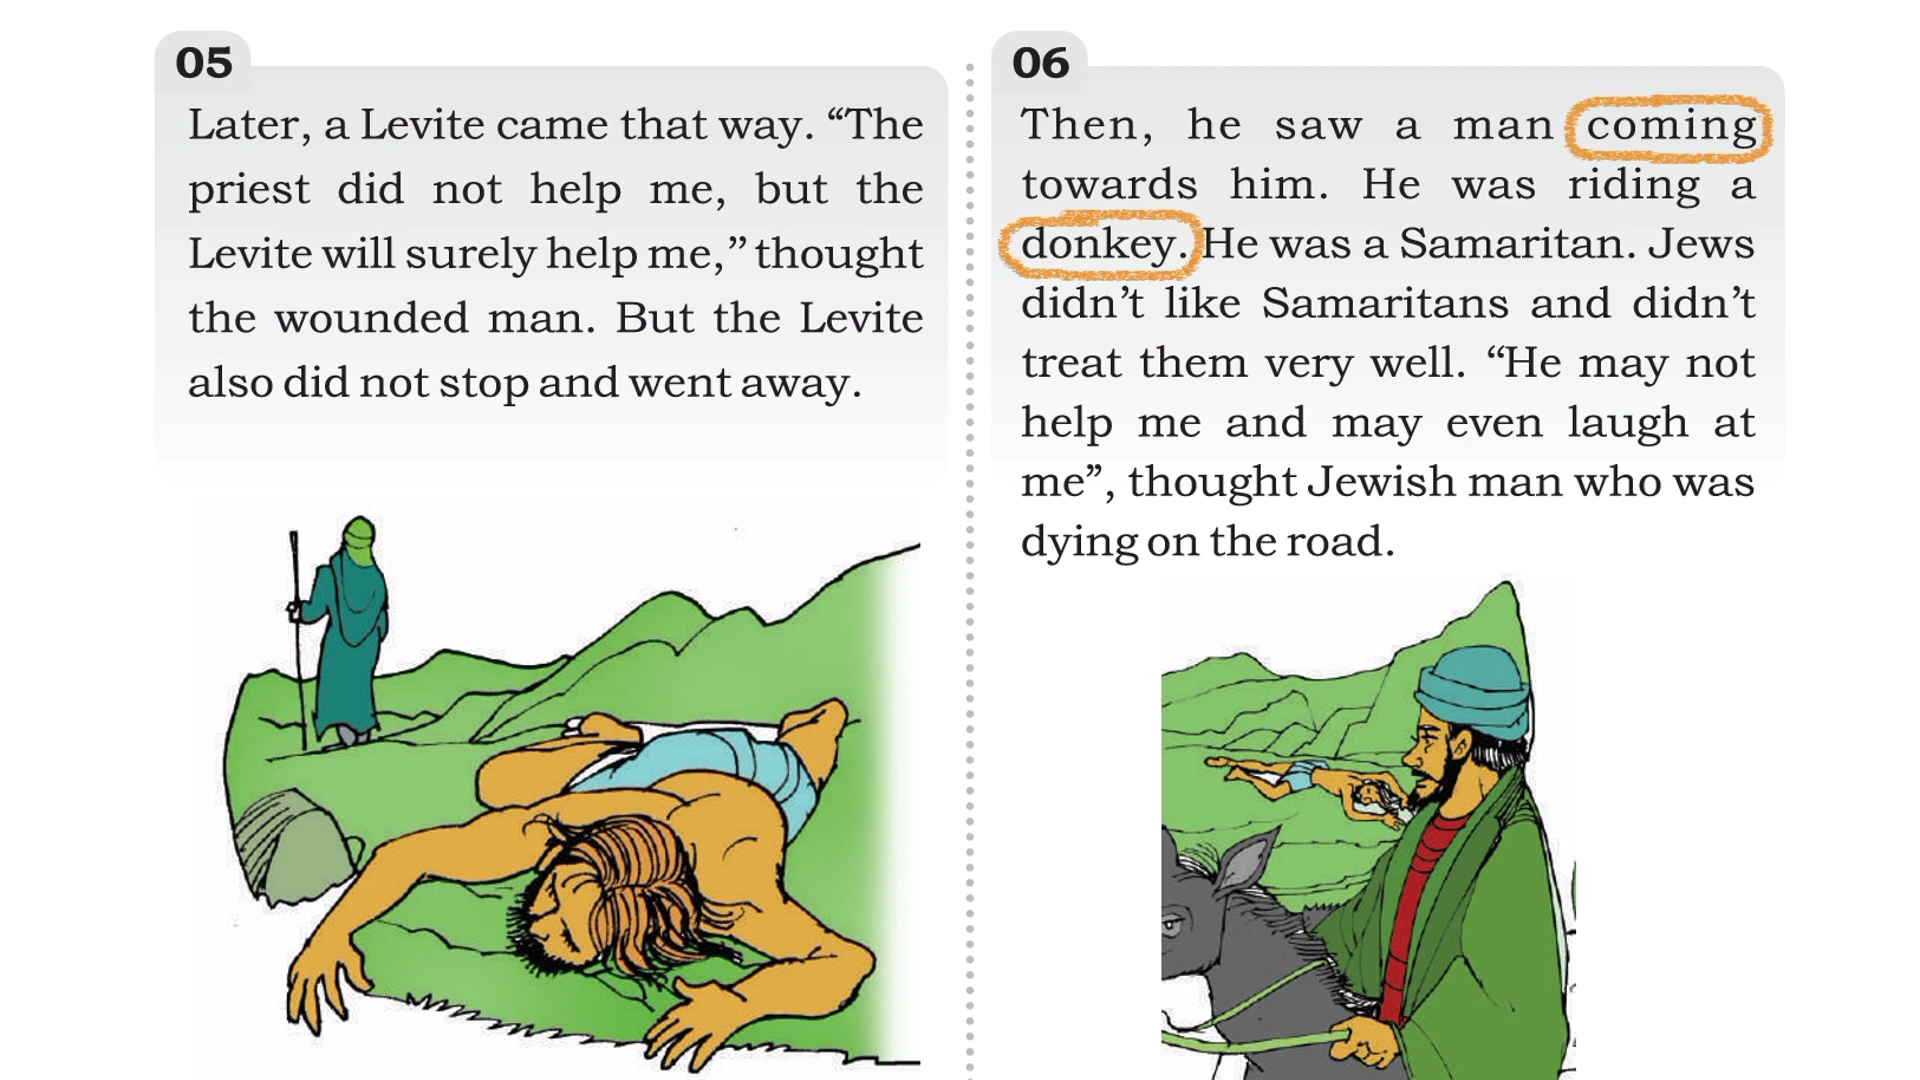 05
Later, a Levite came that way. “The
priest did not help me, but the
Levite will surely help me,” thought
the wounded man. But the Levite
also did not stop and went away.
06
Then, he saw a man coming
towards him. He was riding a
donkey. He was a Samaritan. Jews
didn’t like Samaritans and didn’t
treat them very well. “He may not
help me and may even laugh at
me”, thought Jewish man who was
dying on the road.